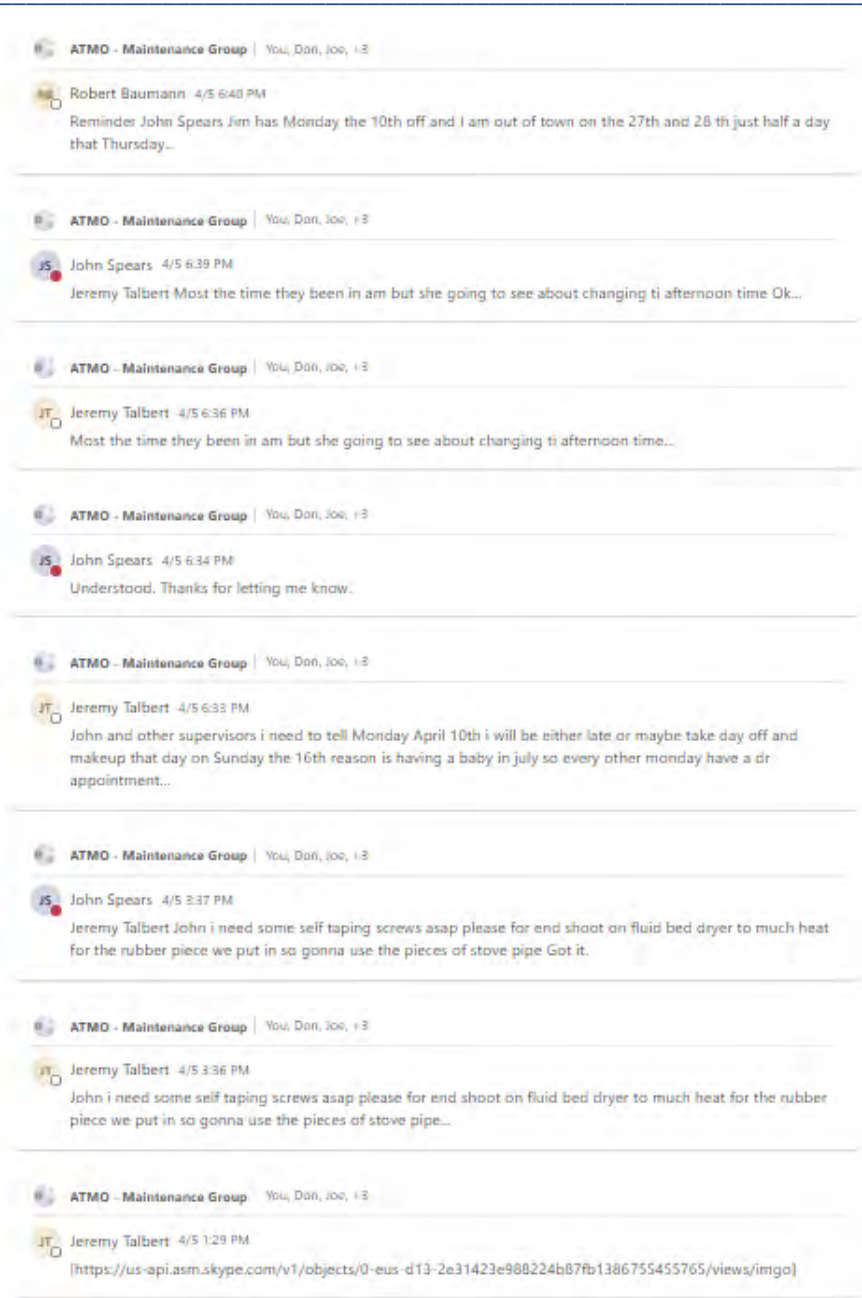 ATMO - Maintenance Group | You, Don, Joe, +3
Robert Baumann 4/5 6:40 PM
Reminder John Spears Jim has Monday the 10th off and I am out of town on the 27th and 28 th just half a day
that Thursday...
ATMO - Maintenance Group | You, Don, Joe, +3
JS John Spears 4/5 6:39 PM
Jeremy Talbert Most the time they been in am but she going to see about changing ti afternoon time Ok...
ATMO - Maintenance Group | You, Don, Joe, +3
JT Jeremy Talbert 4/5 6:36 PM
Most the time they been in am but she going to see about changing ti afternoon time...
ATMO - Maintenance Group | You, Don, Joe, +3
JS John Spears 4/5 6:34 PM
Understood. Thanks for letting me know.
ATMO - Maintenance Group | You, Don, Joe, +3
JT Jeremy Talbert 4/5 6:33 PM
John and other supervisors i need to tell Monday April 10th i will be either late or maybe take day off and
makeup that day on Sunday the 16th reason is having a baby in july so every other monday have a dr
appointment...
ATMO - Maintenance Group | You, Don, Joe, +3
JS John Spears 4/5 3:37 PM
Jeremy Talbert John i need some self taping screws asap please for end shoot on fluid bed dryer to much heat
for the rubber piece we put in so gonna use the pieces of stove pipe Got it.
ATMO - Maintenance Group | You, Don, Joe, +3
JT Jeremy Talbert 4/5 3:36 PM
John i need some self taping screws asap please for end shoot on fluid bed dryer to much heat for the rubber
piece we put in so gonna use the pieces of stove pipe...
ATMO - Maintenance Group You, Don, Joe, +3
JT Jeremy Talbert 4/5 1:29 PM
[https://us-api.asm.skype.com/v1/objects/0-eus-d13-2e31423e988224b87fb1386755455765/views/imgo]